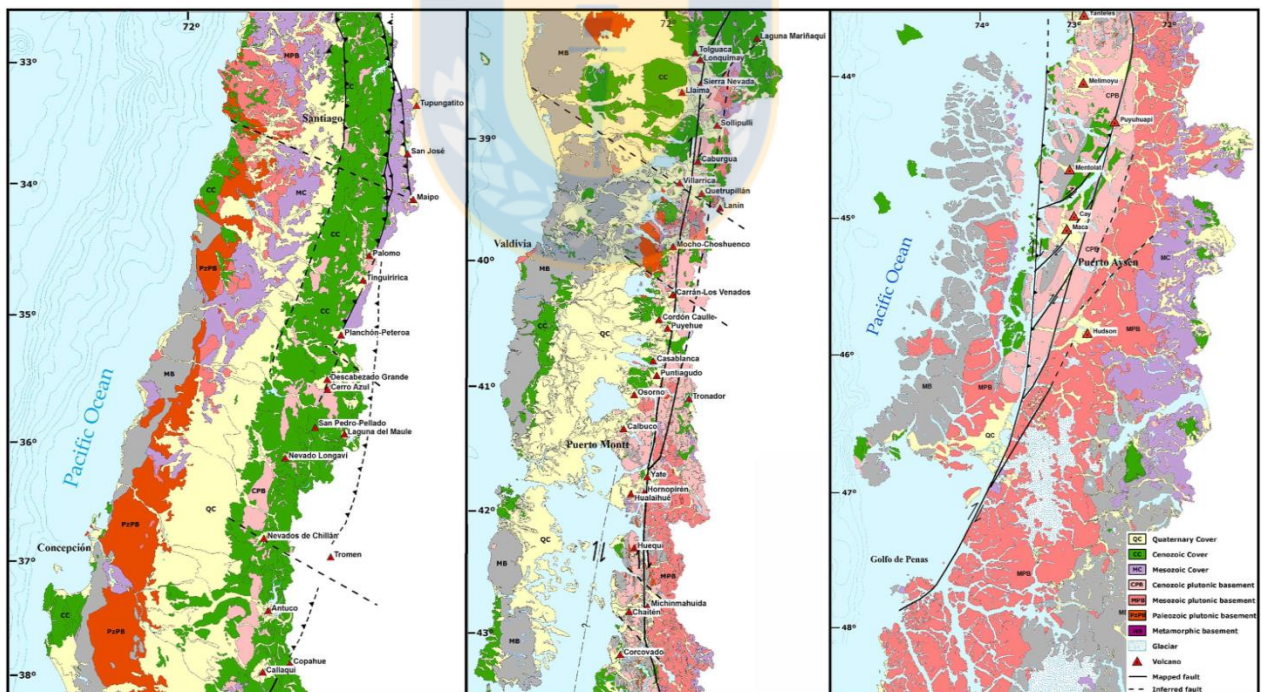 72°
33°
34°
35°
36°
37°
38°
MPB
CC
Santiago
Tupungatito
San José
CC
MC
Maipo
PzPB
CC
Palomo
Tinguiririca
Planchón-Peteroa
MB
Descabezado Grande
Cerro Azul
San Pedro-Pellado
Laguna del Maule
Nevado Longaví
Pacific Ocean
CPB
QC
PzPB
Nevados de Chillán
Concepción
Tromen
CC
Antuco
PzPB
Copahue
Callaqui
72°
39°
40°
41°
42°
43°
MB
Laguna Mariñaqui
Tolguaca
Lonquimay
CC
Sierra Nevada
Llaima
Sollipulli
Caburgua
Villarrica
Quetrupillán
Lanín
Valdivia
Mocho-Choshuenco
MB
Carrán-Los Venados
QC
CC
Cordón Caulle-
Puyehue
Casablanca
Puntiagudo
Osorno
Tronador
Calbuco
Puerto Montt
Yate
Hornopirén
Hualaihué
QC
Huequi
MB
MPB
?
Michinmahuida
Chaitén
MB
?
Corcovado
74°
73°
44°
45°
46°
47°
48°
Yanteles
Melimoyu
CPB
Puyuhuapi
Mentolat
Cay
Maca
CPB
Puerto Aysén
MC
Pacific Ocean
Hudson
MPB
MB
MPB
QC
Golfo de Penas
MPB
QC Quaternary Cover
CC Cenozoic Cover
MC Mesozoic Cover
CPB Cenozoic plutonic basement
MPB Mesozoic plutonic basement
PzPB Paleozoic plutonic basement
MB Metamorphic basement
Glaciar
Volcano
Mapped fault
Inferred fault